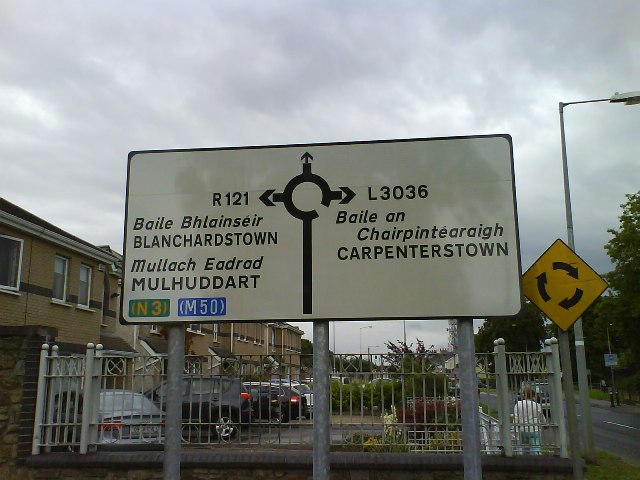 R121
L3036
Baile Bhlainséir
BLANCHARDSTOWN
Mullach Eadrad
MULHUDDART
(N3) (M50)
Baile an
Chairpintéaraigh
CARPENTERSTOWN